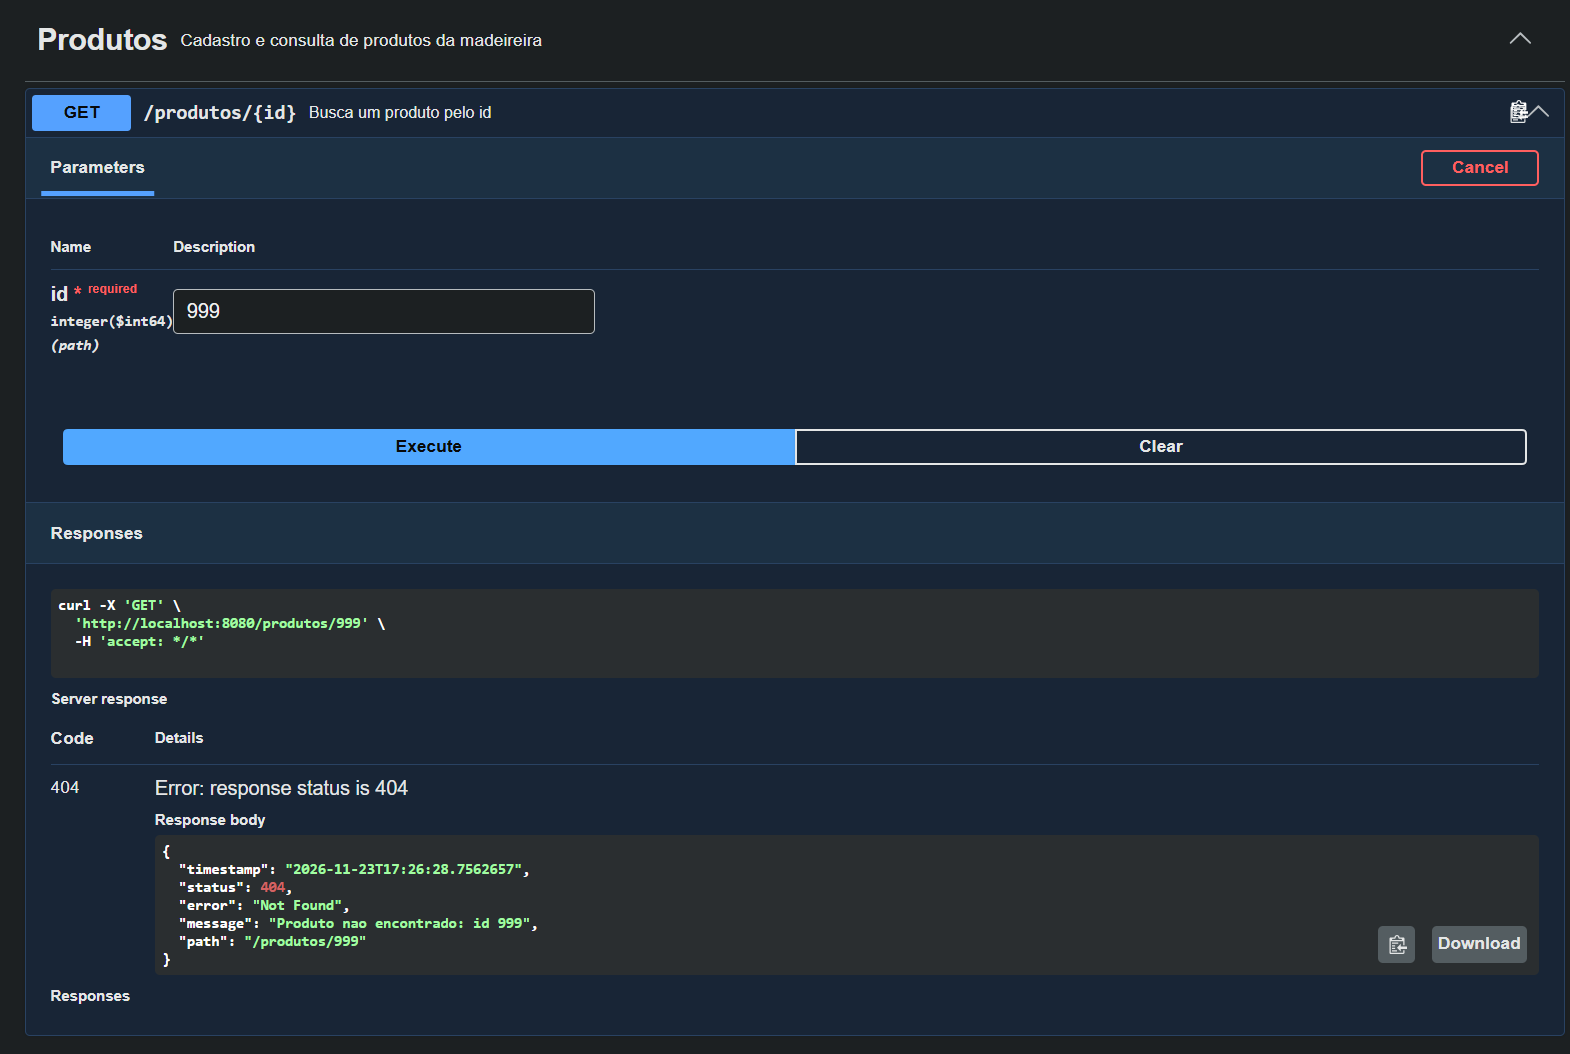 Produtos Cadastro e consulta de produtos da madeireira
GET /produtos/{id} Busca um produto pelo id
Parameters Cancel
Name Description
id * required
integer($int64)
(path)
999
Execute Clear
Responses
curl -X 'GET' \
  'http://localhost:8080/produtos/999' \
  -H 'accept: */*'
Server response
Code Details
404 Error: response status is 404
Response body
{
  "timestamp": "2026-11-23T17:26:28.7562657",
  "status": 404,
  "error": "Not Found",
  "message": "Produto nao encontrado: id 999",
  "path": "/produtos/999"
}
Download
Responses